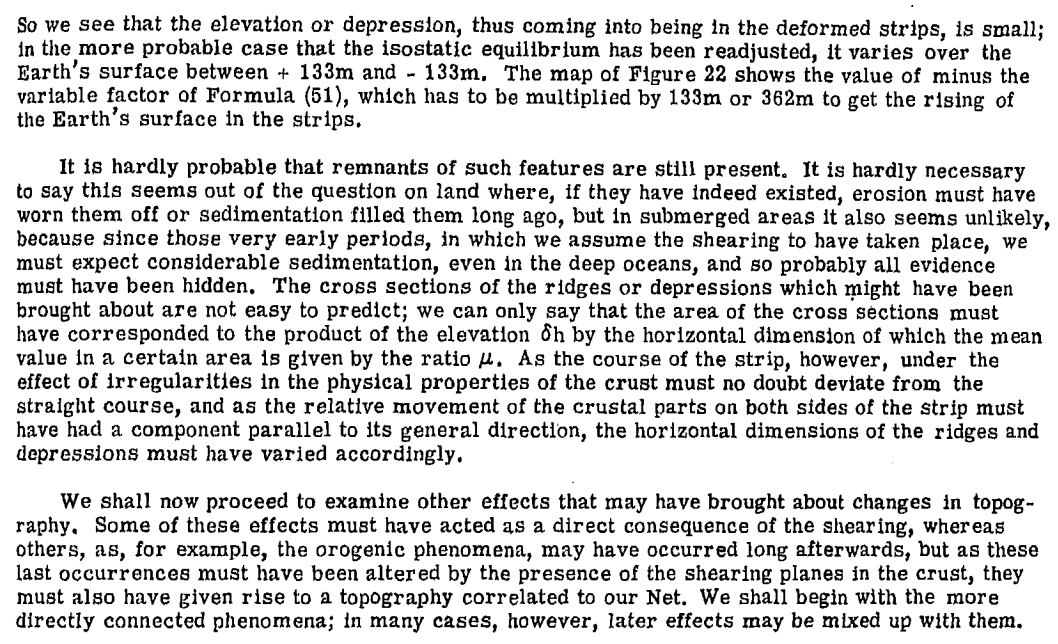 So we see that the elevation or depression, thus coming into being in the deformed strips, is small;
in the more probable case that the isostatic equilibrium has been readjusted, it varies over the
Earth's surface between + 133m and - 133m. The map of Figure 22 shows the value of minus the
variable factor of Formula (51), which has to be multiplied by 133m or 362m to get the rising of
the Earth's surface in the strips.
It is hardly probable that remnants of such features are still present. It is hardly necessary
to say this seems out of the question on land where, if they have indeed existed, erosion must have
worn them off or sedimentation filled them long ago, but in submerged areas it also seems unlikely,
because since those very early periods, in which we assume the shearing to have taken place, we
must expect considerable sedimentation, even in the deep oceans, and so probably all evidence
must have been hidden. The cross sections of the ridges or depressions which might have been
brought about are not easy to predict; we can only say that the area of the cross sections must
have corresponded to the product of the elevation δh by the horizontal dimension of which the mean
value in a certain area is given by the ratio μ. As the course of the strip, however, under the
effect of irregularities in the physical properties of the crust must no doubt deviate from the
straight course, and as the relative movement of the crustal parts on both sides of the strip must
have had a component parallel to its general direction, the horizontal dimensions of the ridges and
depressions must have varied accordingly.
We shall now proceed to examine other effects that may have brought about changes in topog-
raphy. Some of these effects must have acted as a direct consequence of the shearing, whereas
others, as, for example, the orogenic phenomena, may have occurred long afterwards, but as these
last occurrences must have been altered by the presence of the shearing planes in the crust, they
must also have given rise to a topography correlated to our Net. We shall begin with the more
directly connected phenomena; in many cases, however, later effects may be mixed up with them.